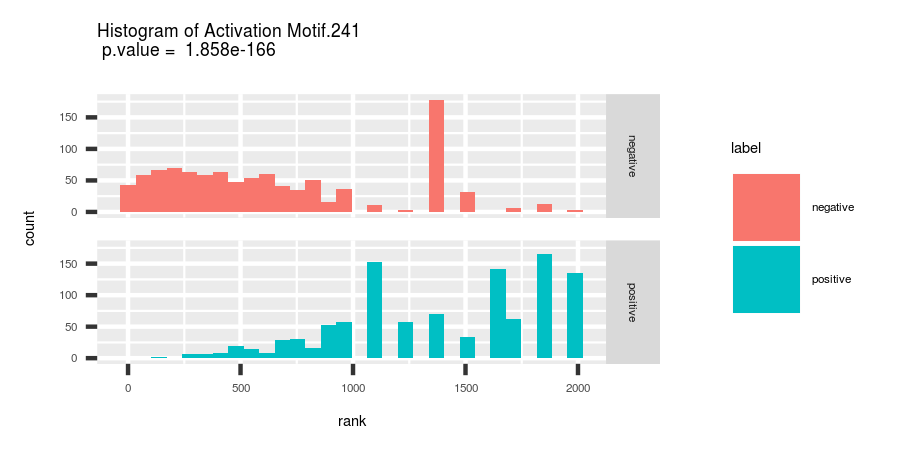 Histogram of Activation Motif.241
p.value = 1.858e-166
150
100
50
0
negative
150
100
50
0
positive
0 500 1000 1500 2000
rank
count
label
negative
positive